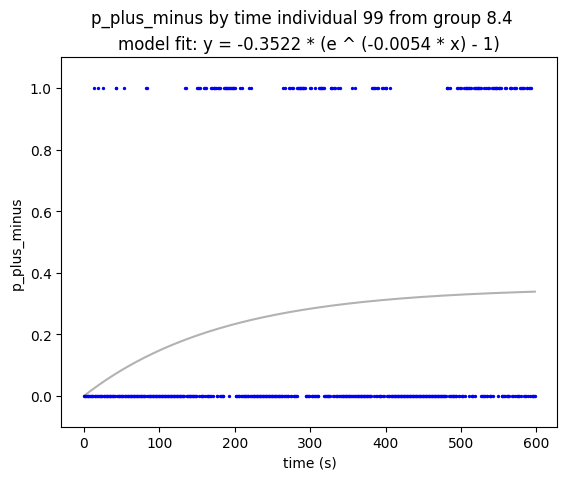 p_plus_minus by time individual 99 from group 8.4
model fit: y = -0.3522 * (e ^ (-0.0054 * x) - 1)
1.0
0.8
0.6
0.4
0.2
0.0
p_plus_minus
0 100 200 300 400 500 600
time (s)